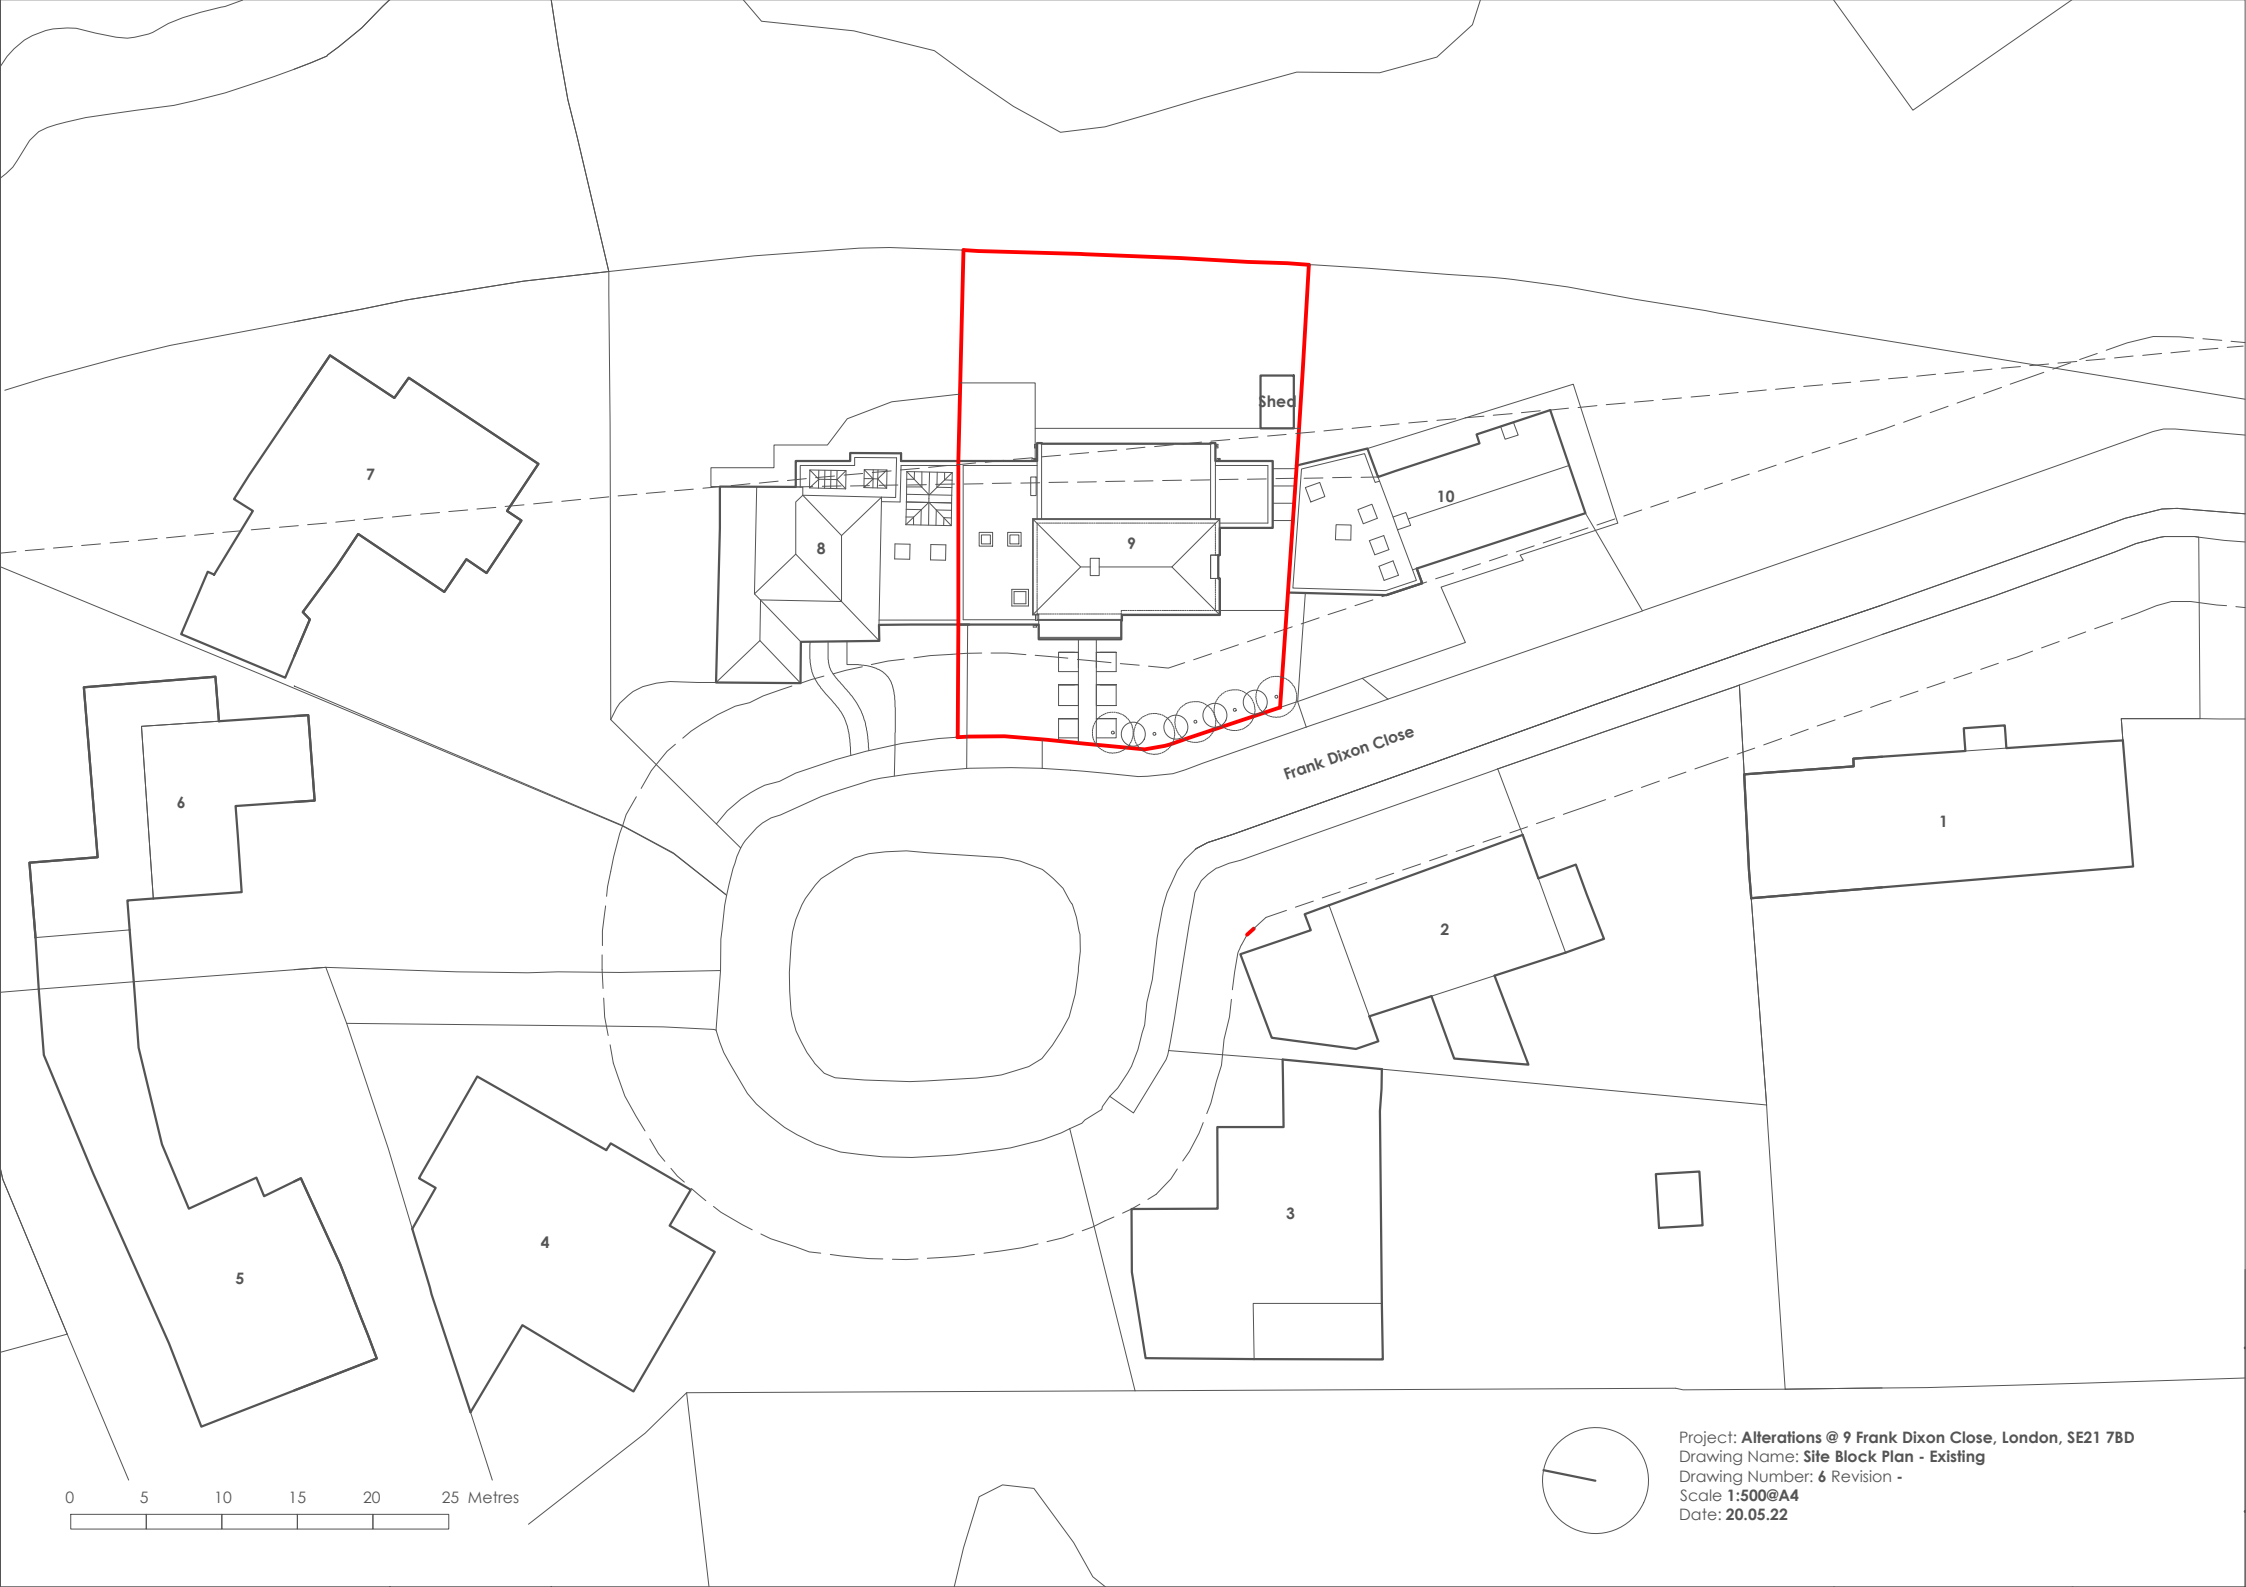 Shed
7
10
8
9
Frank Dixon Close
6
1
2
3
4
5
Project: Alterations @ 9 Frank Dixon Close, London, SE21 7BD
Drawing Name: Site Block Plan - Existing
Drawing Number: 6 Revision -
Scale 1:500@A4
Date: 20.05.22
0 5 10 15 20 25 Metres